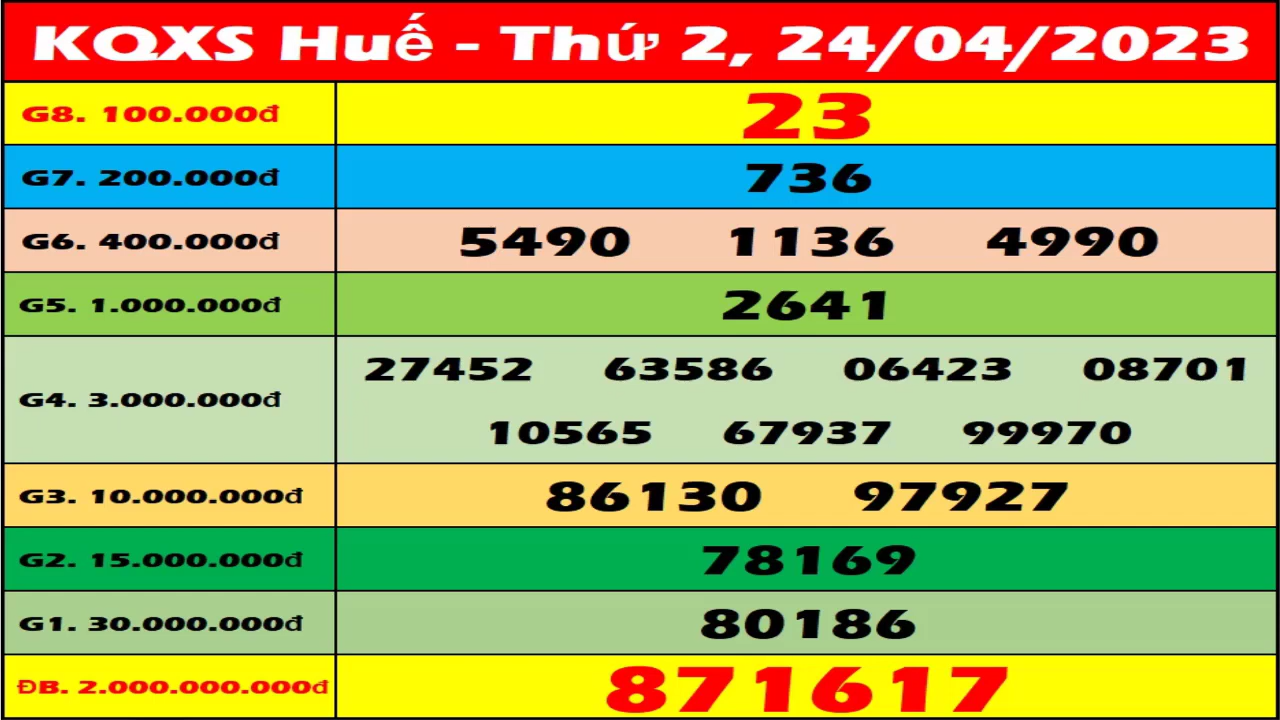 KQXS Huế - Thứ 2, 24/04/2023
G8. 100.000đ 23
G7. 200.000đ 736
G6. 400.000đ 5490 1136 4990
G5. 1.000.000đ 2641
G4. 3.000.000đ 27452 63586 06423 08701
10565 67937 99970
G3. 10.000.000đ 86130 97927
G2. 15.000.000đ 78169
G1. 30.000.000đ 80186
ĐB. 2.000.000.000đ 871617